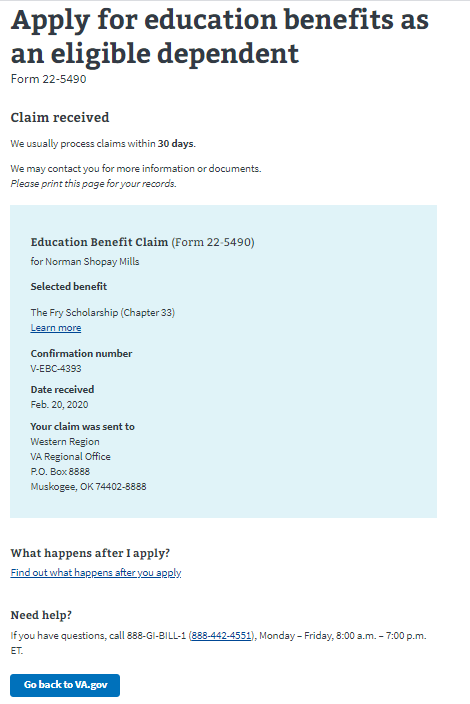 Apply for education benefits as
an eligible dependent
Form 22-5490
Claim received
We usually process claims within 30 days.
We may contact you for more information or documents.
Please print this page for your records.
Education Benefit Claim (Form 22-5490)
for Norman Shopay Mills
Selected benefit
The Fry Scholarship (Chapter 33)
Learn more
Confirmation number
V-EBC-4393
Date received
Feb. 20, 2020
Your claim was sent to
Western Region
VA Regional Office
P.O. Box 8888
Muskogee, OK 74402-8888
What happens after I apply?
Find out what happens after you apply
Need help?
If you have questions, call 888-GI-BILL-1 (888-442-4551), Monday – Friday, 8:00 a.m. – 7:00 p.m.
ET.
Go back to VA.gov